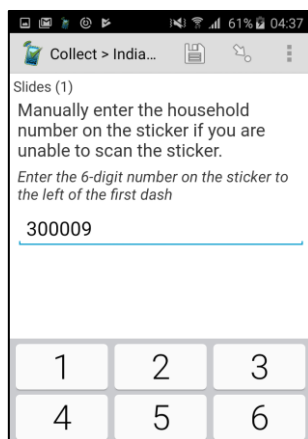 61% 04:37
Collect > India...
Slides (1)
Manually enter the household
number on the sticker if you are
unable to scan the sticker.
Enter the 6-digit number on the sticker to
the left of the first dash
300009
1 2 3
4 5 6